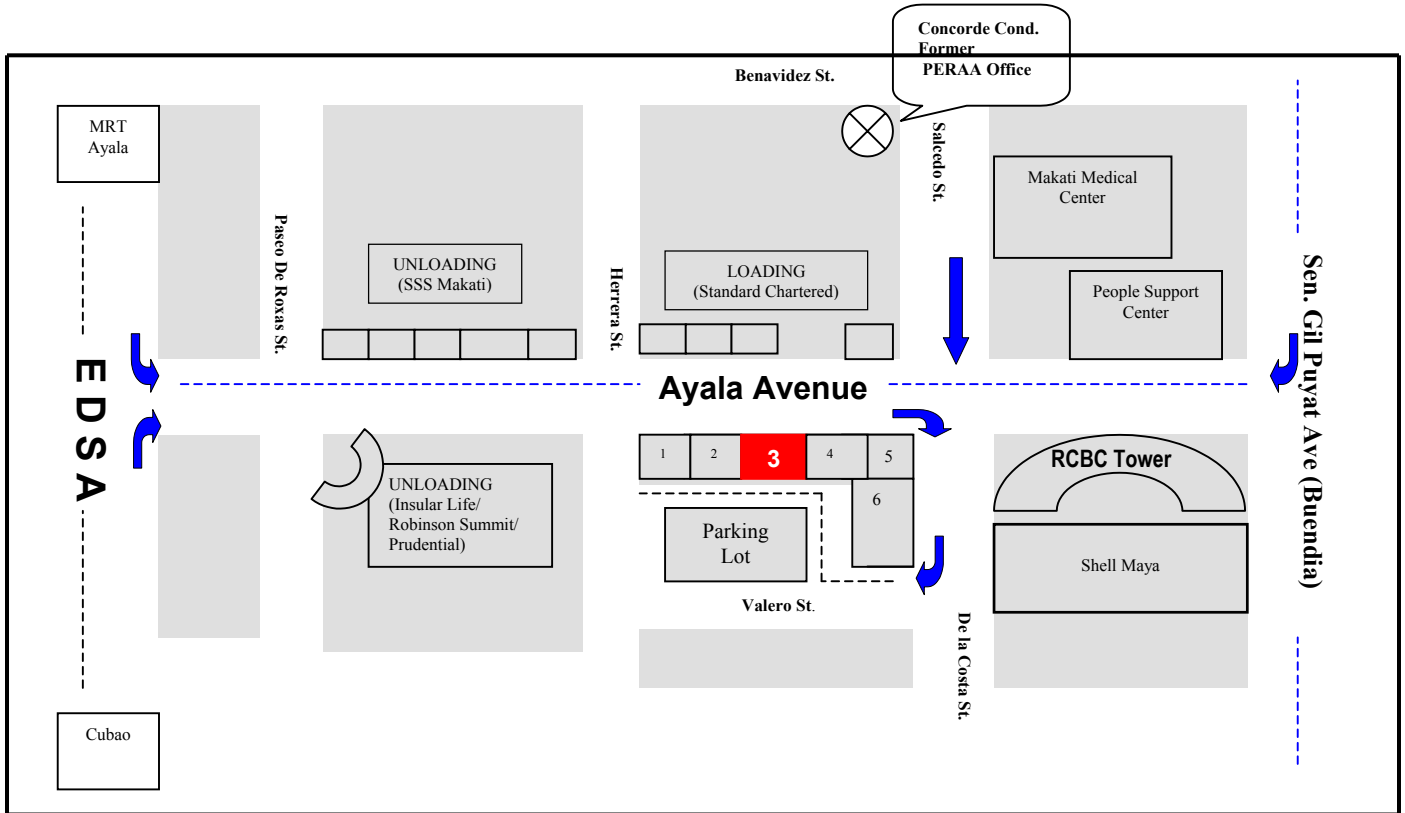 Concorde Cond.
Former
PERAA Office
Benavidez St.
MRT
Ayala
Salcedo St.
Makati Medical
Center
Paseo De Roxas St.
UNLOADING
(SSS Makati)
Herrera St.
LOADING
(Standard Chartered)
People Support
Center
Sen. Gil Puyat Ave (Buendia)
EDSA
Ayala Avenue
1
2
3
4
5
6
RCBC Tower
UNLOADING
(Insular Life/
Robinson Summit/
Prudential)
Parking
Lot
Shell Maya
Valero St.
De la Costa St.
Cubao